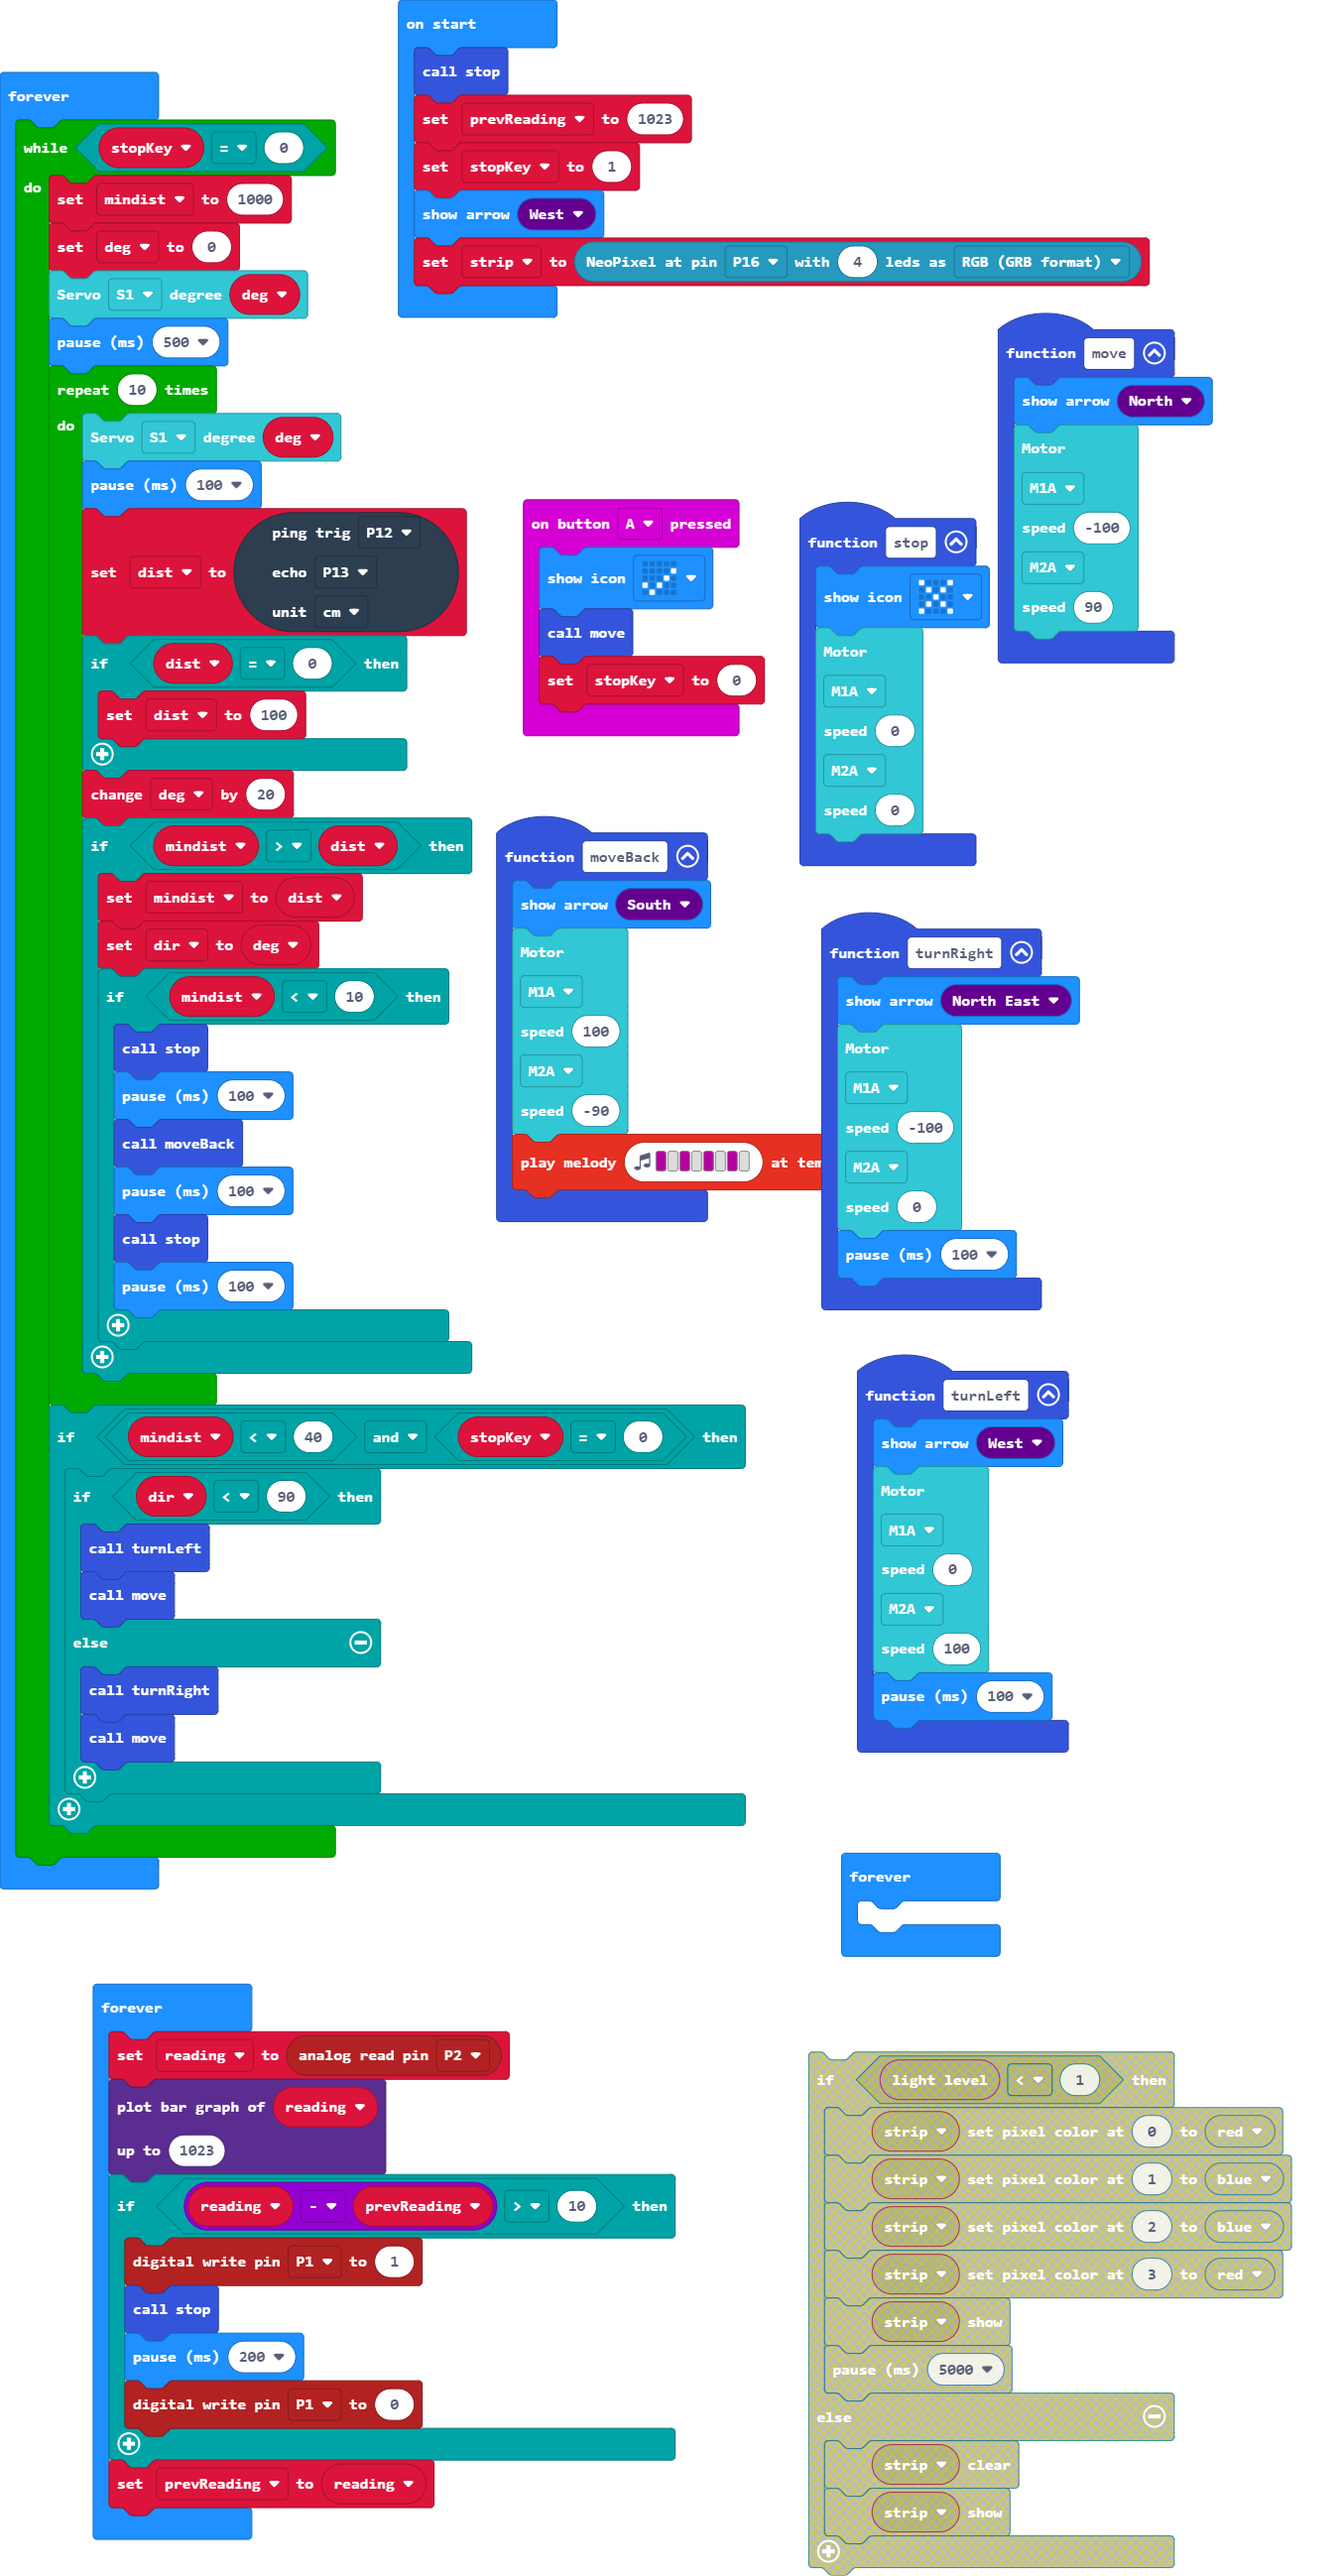 on start
call stop
set prevReading to 1023
set stopKey to 1
show arrow West
set strip to NeoPixel at pin P16 with 4 leds as RGB (GRB format)
forever
while stopKey = 0
do
set mindist to 1000
set deg to 0
Servo S1 degree deg
pause (ms) 500
repeat 10 times
do
Servo S1 degree deg
pause (ms) 100
set dist to
ping trig P12
echo P13
unit cm
if dist = 0 then
set dist to 100
change deg by 20
if mindist > dist then
set mindist to dist
set dir to deg
if mindist < 10 then
call stop
pause (ms) 100
call moveBack
pause (ms) 100
call stop
pause (ms) 100
if mindist < 40 and stopKey = 0 then
if dir < 90 then
call turnLeft
call move
else
call turnRight
call move
function move
show arrow North
Motor
M1A
speed -100
M2A
speed 90
on button A pressed
show icon
call move
set stopKey to 0
function stop
show icon
Motor
M1A
speed 0
M2A
speed 0
function moveBack
show arrow South
Motor
M1A
speed 100
M2A
speed -90
play melody at tem
function turnRight
show arrow North East
Motor
M1A
speed -100
M2A
speed 0
pause (ms) 100
function turnLeft
show arrow West
Motor
M1A
speed 0
M2A
speed 100
pause (ms) 100
forever
forever
set reading to analog read pin P2
plot bar graph of reading
up to 1023
if reading - prevReading > 10 then
digital write pin P1 to 1
call stop
pause (ms) 200
digital write pin P1 to 0
set prevReading to reading
if light level < 1 then
strip set pixel color at 0 to red
strip set pixel color at 1 to blue
strip set pixel color at 2 to blue
strip set pixel color at 3 to red
strip show
pause (ms) 5000
else
strip clear
strip show